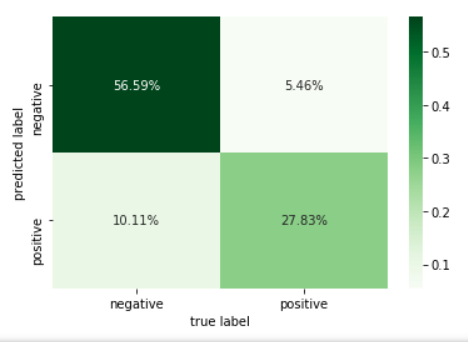 56.59%
5.46%
10.11%
27.83%
negative
positive
predicted label
negative
positive
true label
0.5
0.4
0.3
0.2
0.1